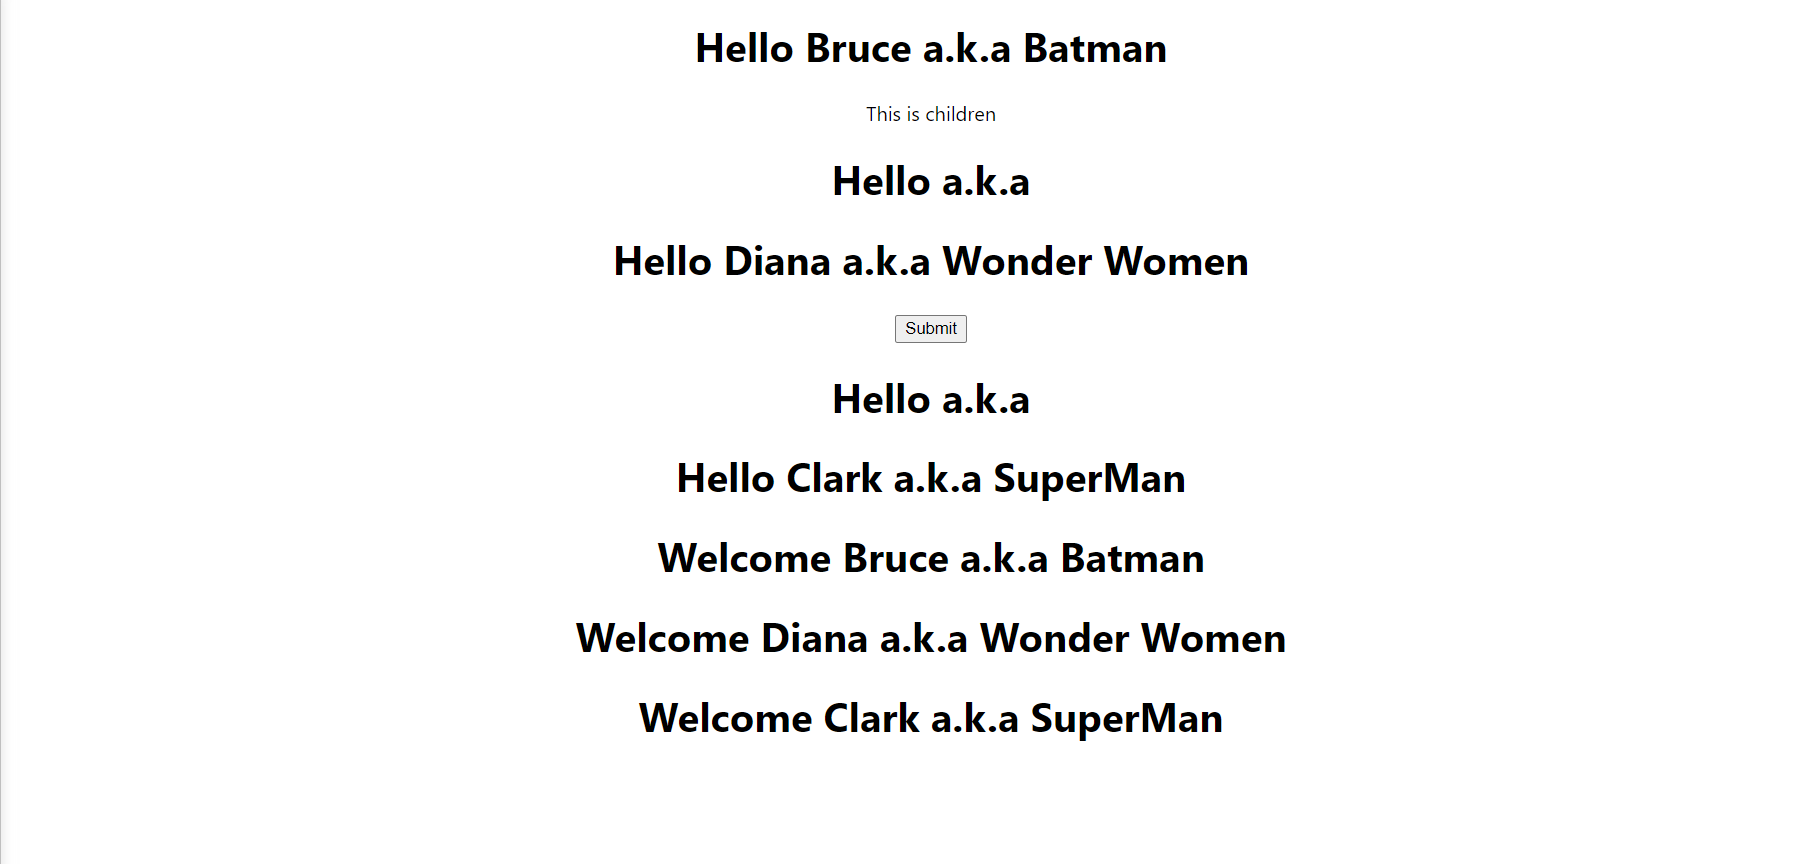 Hello Bruce a.k.a Batman
This is children
Hello a.k.a
Hello Diana a.k.a Wonder Women
Submit
Hello a.k.a
Hello Clark a.k.a SuperMan
Welcome Bruce a.k.a Batman
Welcome Diana a.k.a Wonder Women
Welcome Clark a.k.a SuperMan